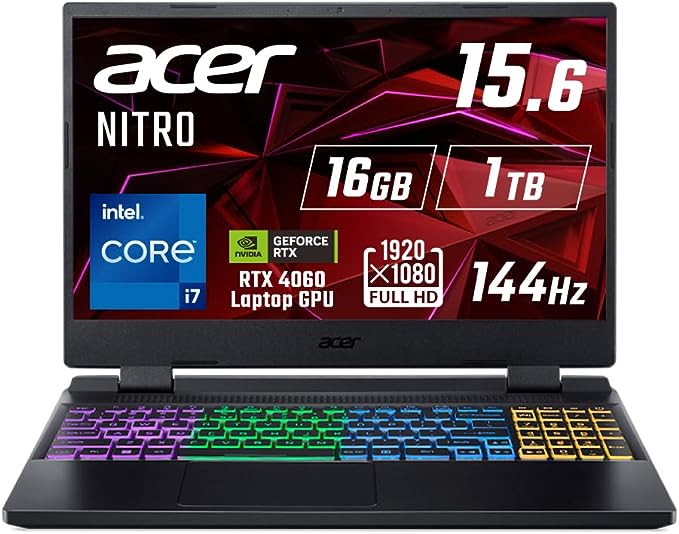 acer
NITRO
15.6
16GB
1TB
intel.
CORE
i7
NVIDIA
GEFORCE
RTX
RTX 4060
Laptop GPU
1920
×1080
FULL HD
144Hz
acer
acer